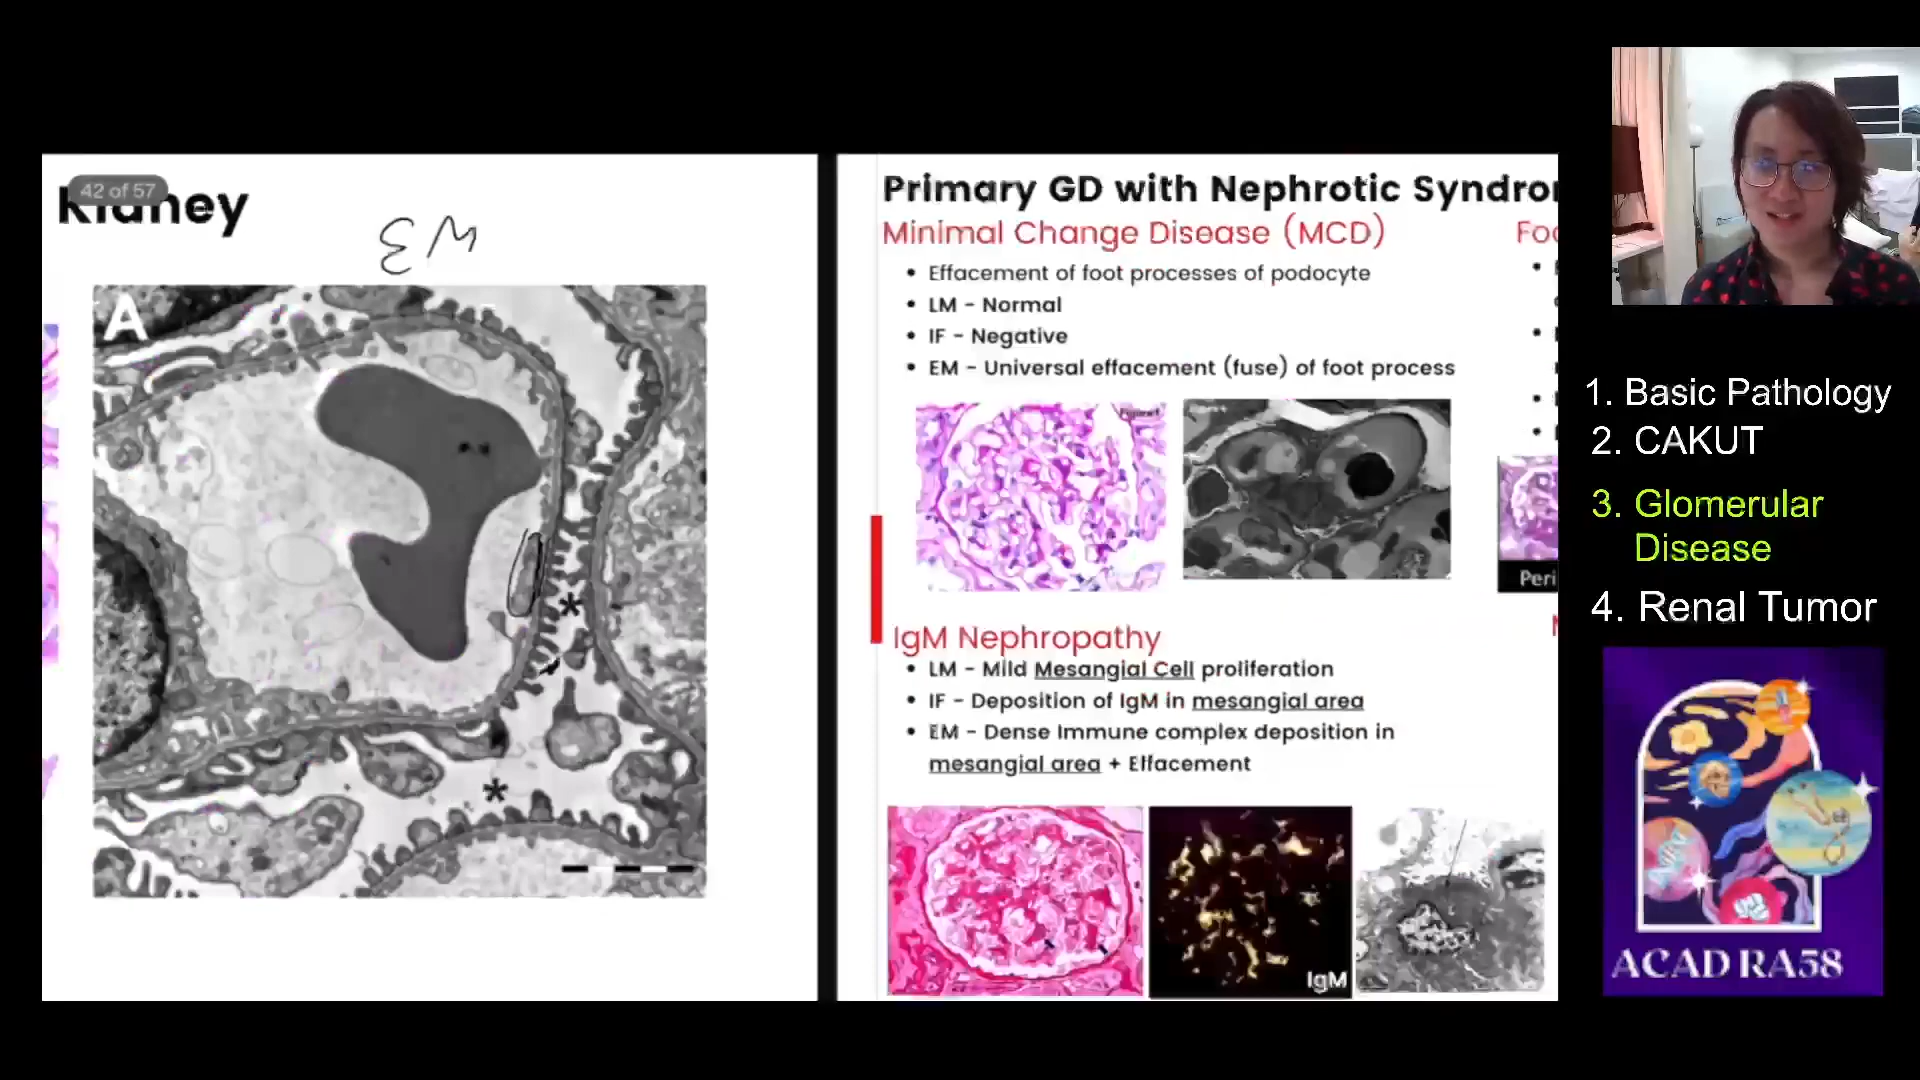 42 of 57
Kidney
EM
A
*
*
Primary GD with Nephrotic Syndro
Minimal Change Disease (MCD)
• Effacement of foot processes of podocyte
• LM - Normal
• IF - Negative
• EM - Universal effacement (fuse) of foot process
IgM Nephropathy
• LM - Mild Mesangial Cell proliferation
• IF - Deposition of IgM in mesangial area
• EM - Dense Immune complex deposition in
mesangial area + Effacement
IgM
Fo
Peri
1. Basic Pathology
2. CAKUT
3. Glomerular
Disease
4. Renal Tumor
ACAD RA58